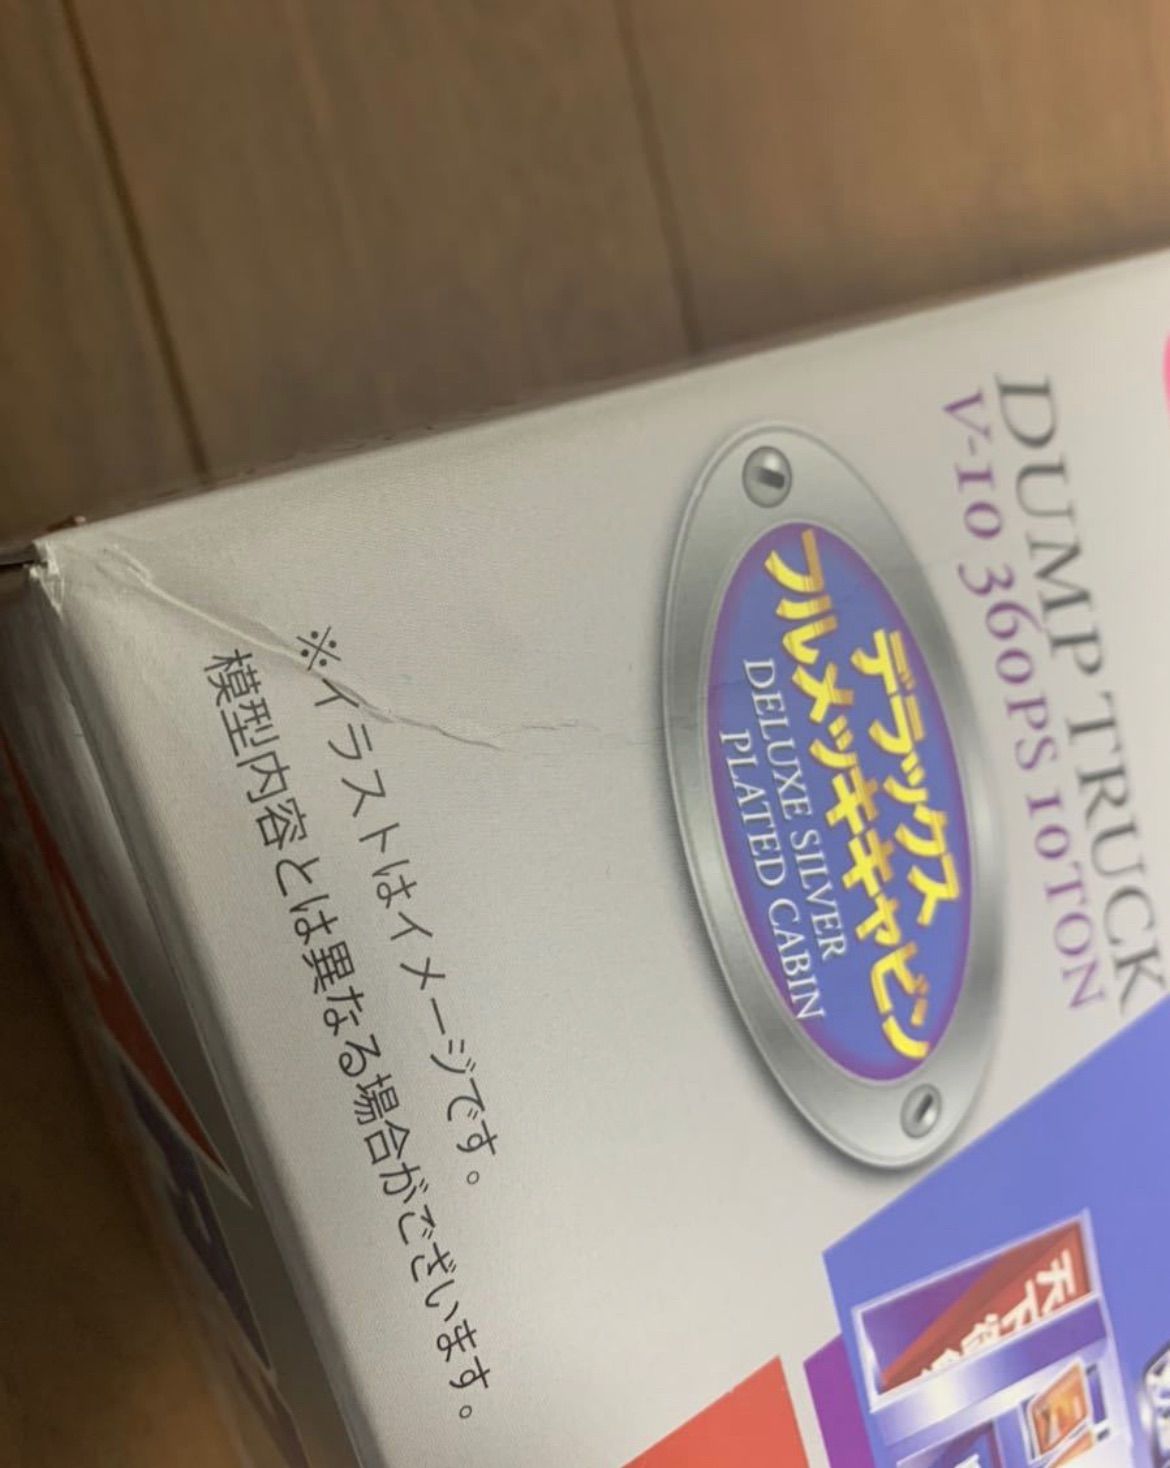 DUMP TRUCK
V-10 360PS 10TON
デラックス
フルメッキキャビン
DELUXE SILVER
PLATED CABIN
※イラストはイメージです。
模型内容とは異なる場合がございます。
天下